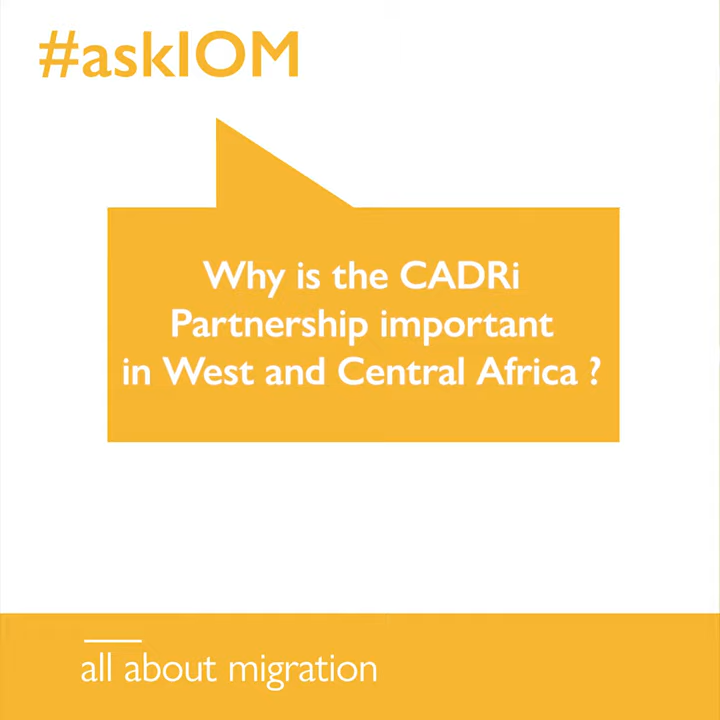 #askIOM
Why is the CADRi
Partnership important
in West and Central Africa ?
all about migration